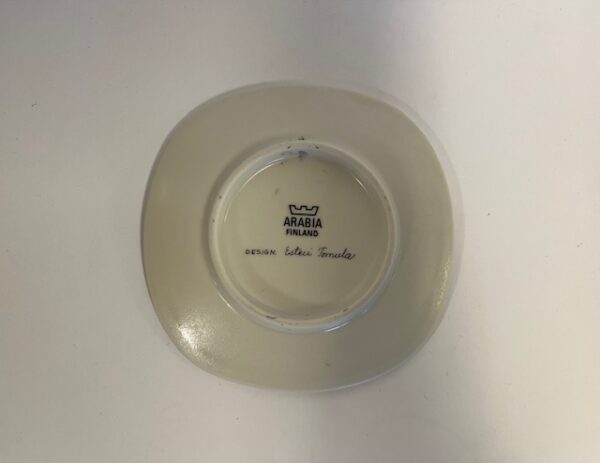 ARABIA
FINLAND
DESIGN. Esteri Tomula